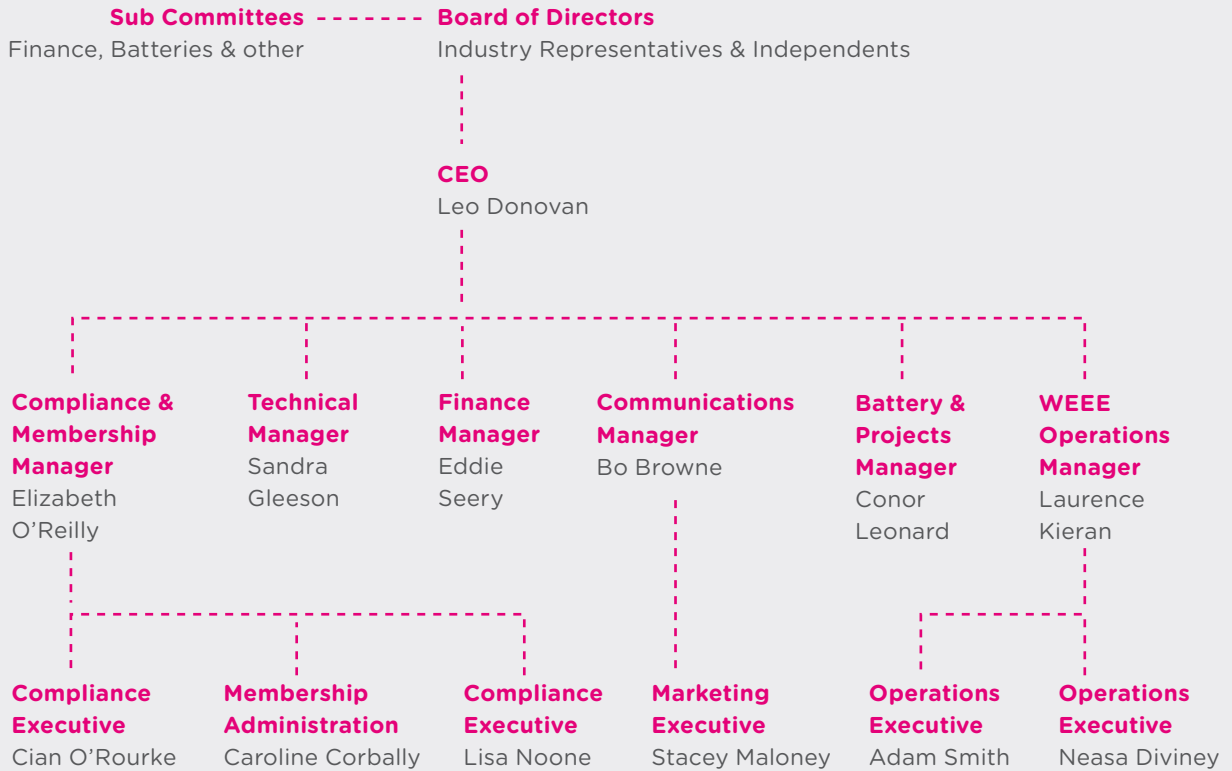 Sub Committees
Finance, Batteries & other
Board of Directors
Industry Representatives & Independents
CEO
Leo Donovan
Compliance &
Membership
Manager
Elizabeth
O’Reilly
Technical
Manager
Sandra
Gleeson
Finance
Manager
Eddie
Seery
Communications
Manager
Bo Browne
Battery &
Projects
Manager
Conor
Leonard
WEEE
Operations
Manager
Laurence
Kieran
Compliance
Executive
Cian O’Rourke
Membership
Administration
Caroline Corbally
Compliance
Executive
Lisa Noone
Marketing
Executive
Stacey Maloney
Operations
Executive
Adam Smith
Operations
Executive
Neasa Diviney